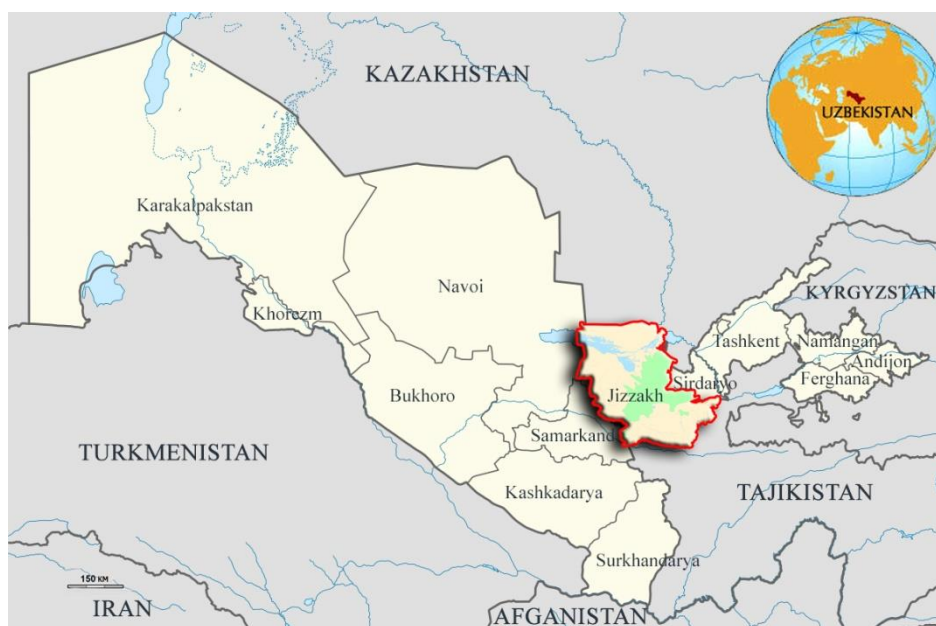 KAZAKHSTAN
UZBEKISTAN
Karakalpakstan
Navoi
KYRGYZSTAN
Khorezm
Tashkent
Namangan
Andijon
Sirdaryo
Ferghana
Bukhoro
Jizzakh
Samarkand
TURKMENISTAN
Kashkadarya
TAJIKISTAN
Surkhandarya
150 км
IRAN
AFGANISTAN